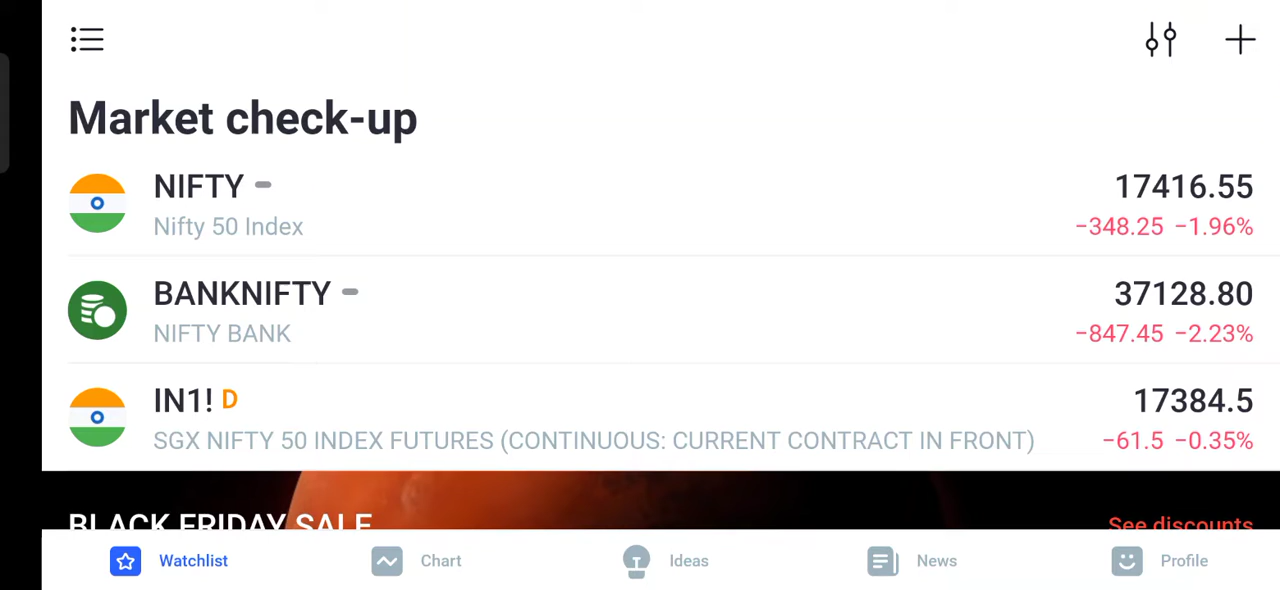 Market check-up
NIFTY
17416.55
Nifty 50 Index
−348.25 −1.96%
BANKNIFTY
37128.80
NIFTY BANK
−847.45 −2.23%
IN1! D
17384.5
SGX NIFTY 50 INDEX FUTURES (CONTINUOUS: CURRENT CONTRACT IN FRONT)
−61.5 −0.35%
BLACK FRIDAY SALE
See discounts
Watchlist
Chart
Ideas
News
Profile